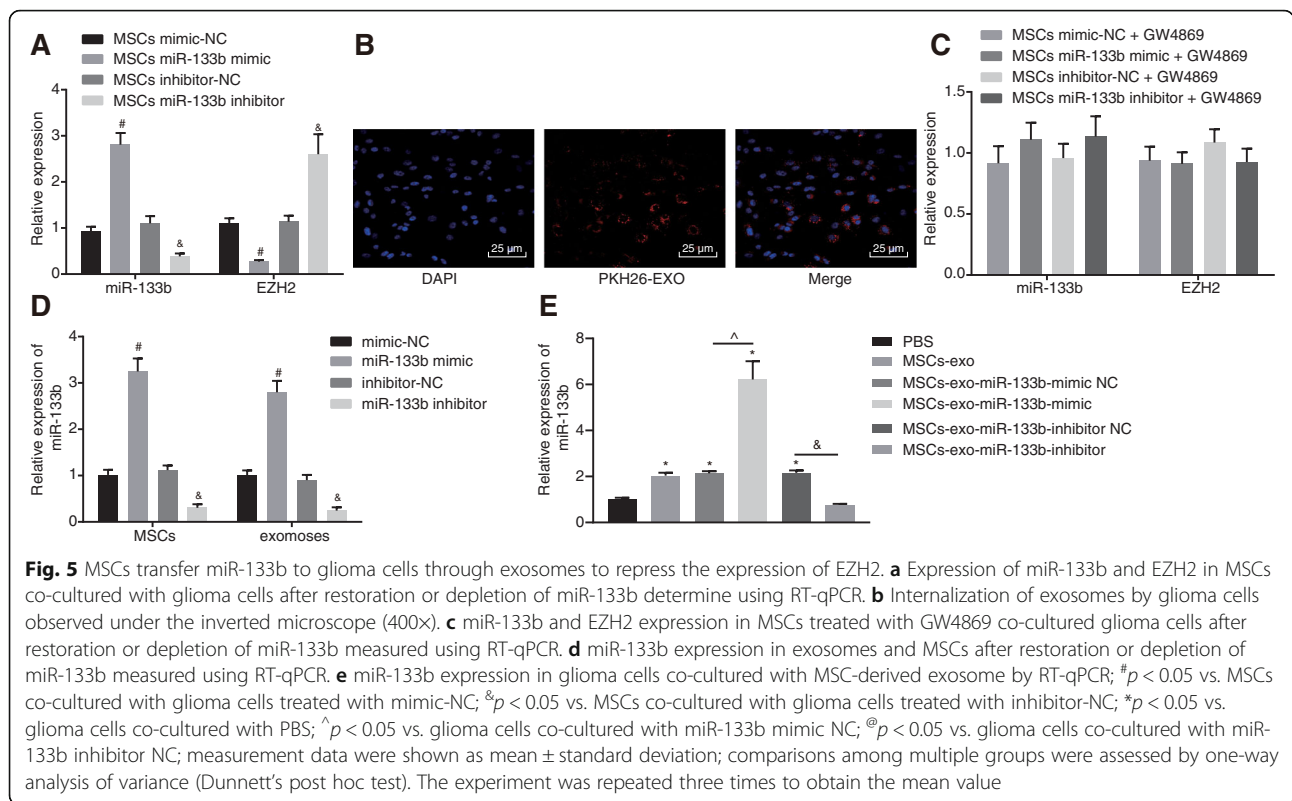 A
MSCs mimic-NC
MSCs miR-133b mimic
MSCs inhibitor-NC
MSCs miR-133b inhibitor
Relative expression
4
3
2
1
0
#
&
#
&
miR-133b
EZH2
B
25 µm
25 µm
25 µm
DAPI
PKH26-EXO
Merge
C
MSCs mimic-NC + GW4869
MSCs miR-133b mimic + GW4869
MSCs inhibitor-NC + GW4869
MSCs miR-133b inhibitor + GW4869
Relative expression
1.5
1.0
0.5
0.0
miR-133b
EZH2
D
Relative expression of
miR-133b
4
3
2
1
0
#
&
#
&
MSCs
exomoses
mimic-NC
miR-133b mimic
inhibitor-NC
miR-133b inhibitor
E
Relative expression of
miR-133b
8
6
4
2
0
*
*
^
*
*
&
PBS
MSCs-exo
MSCs-exo-miR-133b-mimic NC
MSCs-exo-miR-133b-mimic
MSCs-exo-miR-133b-inhibitor NC
MSCs-exo-miR-133b-inhibitor
Fig. 5 MSCs transfer miR-133b to glioma cells through exosomes to repress the expression of EZH2. a Expression of miR-133b and EZH2 in MSCs
co-cultured with glioma cells after restoration or depletion of miR-133b determine using RT-qPCR. b Internalization of exosomes by glioma cells
observed under the inverted microscope (400×). c miR-133b and EZH2 expression in MSCs treated with GW4869 co-cultured glioma cells after
restoration or depletion of miR-133b measured using RT-qPCR. d miR-133b expression in exosomes and MSCs after restoration or depletion of
miR-133b measured using RT-qPCR. e miR-133b expression in glioma cells co-cultured with MSC-derived exosome by RT-qPCR; #p < 0.05 vs. MSCs
co-cultured with glioma cells treated with mimic-NC; &p < 0.05 vs. MSCs co-cultured with glioma cells treated with inhibitor-NC; *p < 0.05 vs.
glioma cells co-cultured with PBS; ^p < 0.05 vs. glioma cells co-cultured with miR-133b mimic NC; @p < 0.05 vs. glioma cells co-cultured with miR-
133b inhibitor NC; measurement data were shown as mean ± standard deviation; comparisons among multiple groups were assessed by one-way
analysis of variance (Dunnett's post hoc test). The experiment was repeated three times to obtain the mean value